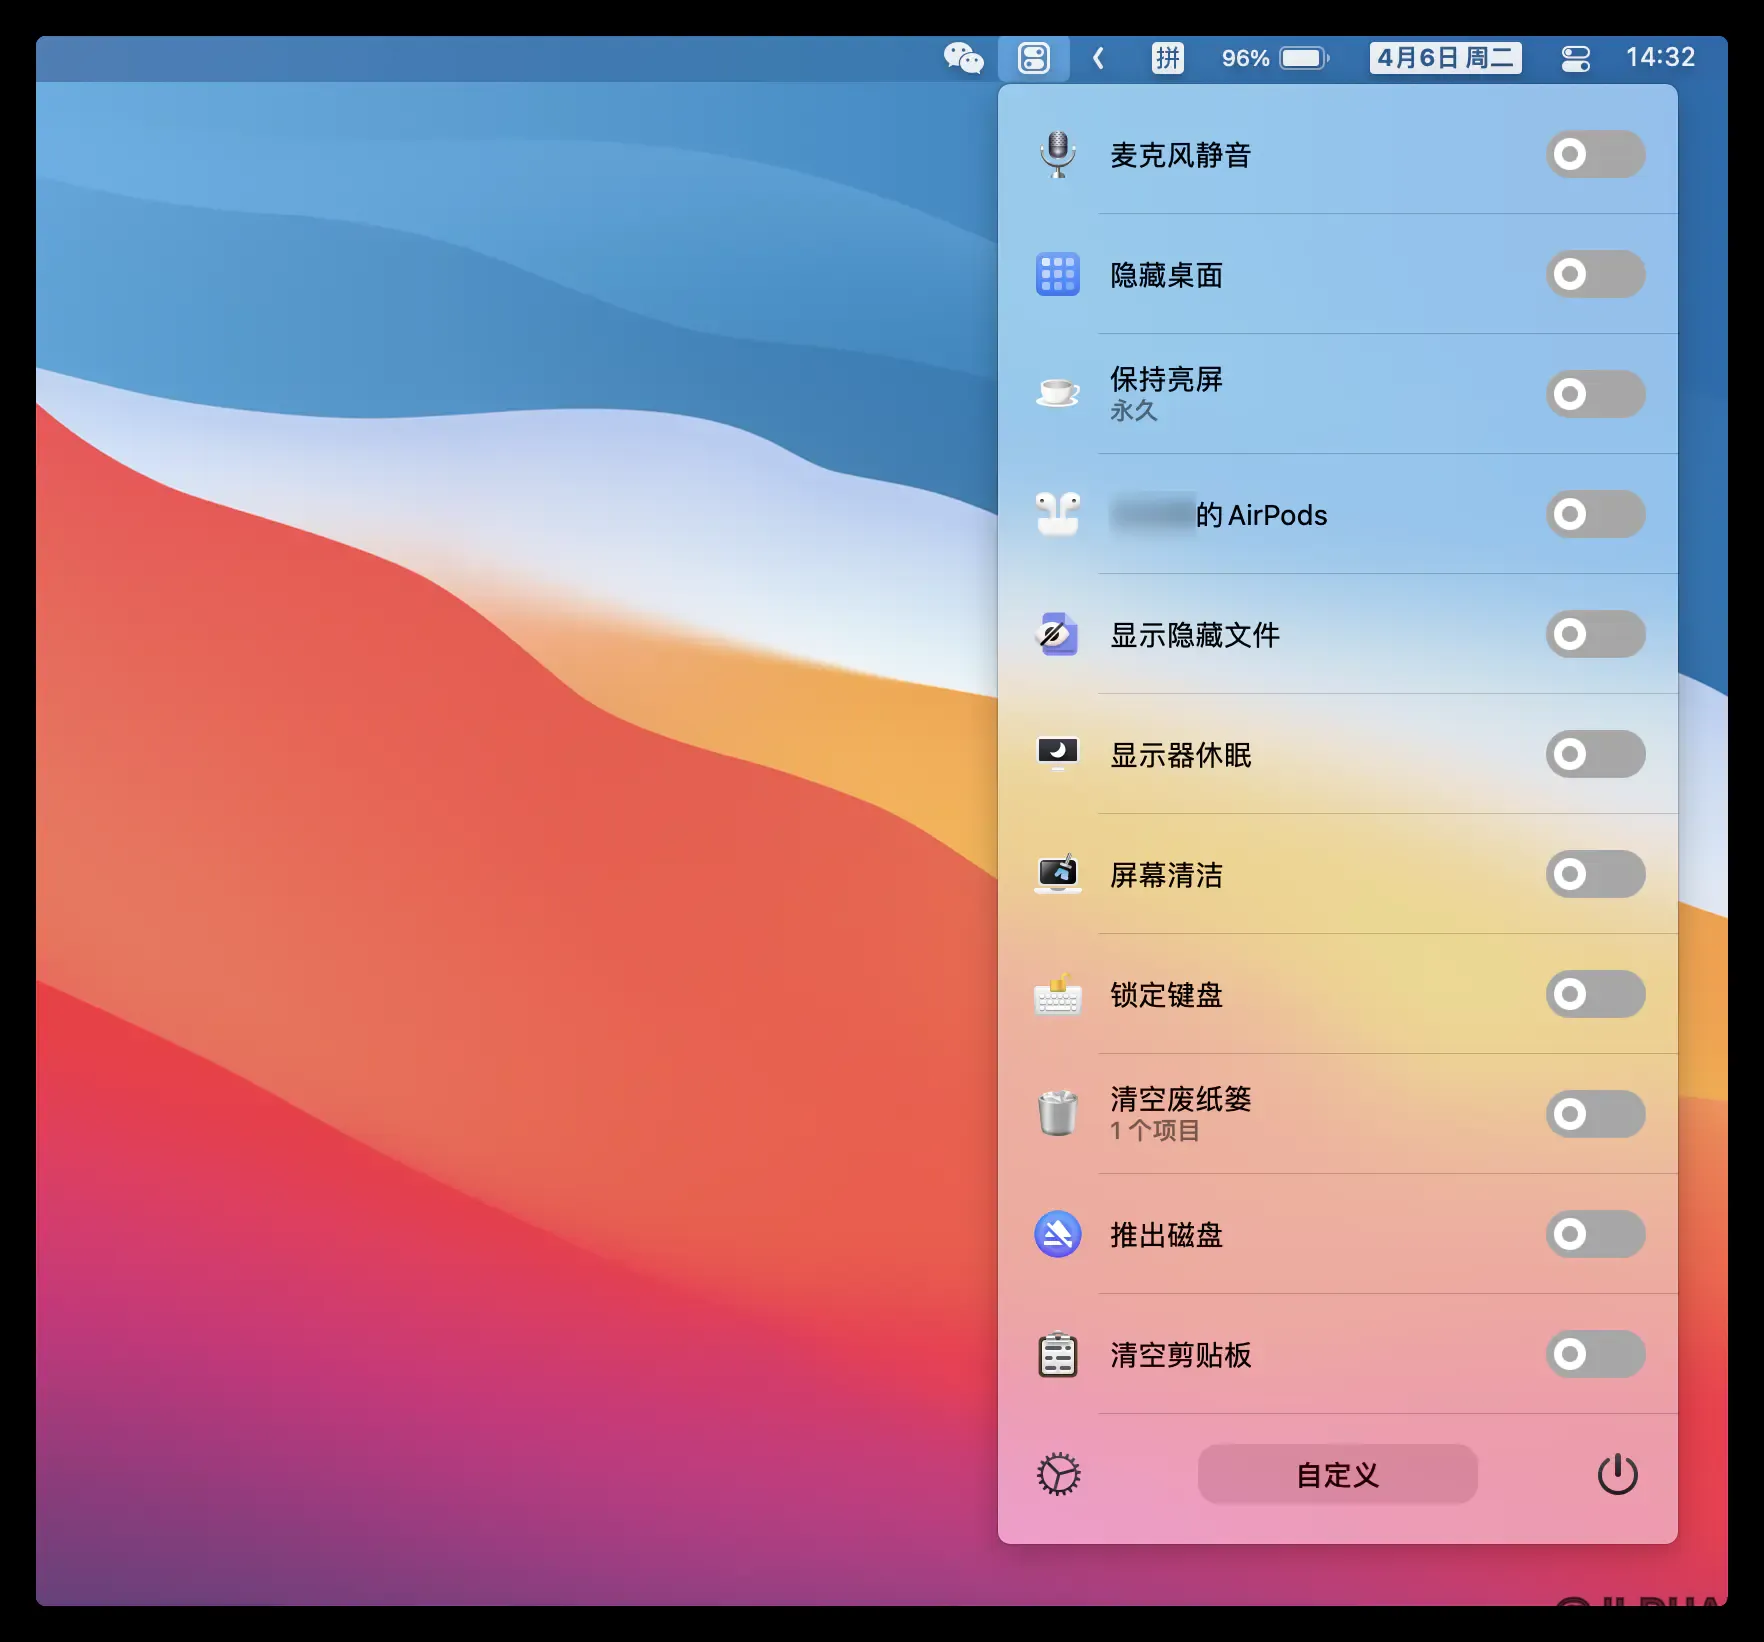 拼
96%
4月6日 周二
14:32
麦克风静音
隐藏桌面
保持亮屏
永久
的 AirPods
显示隐藏文件
显示器休眠
屏幕清洁
锁定键盘
清空废纸篓
1 个项目
推出磁盘
清空剪贴板
自定义